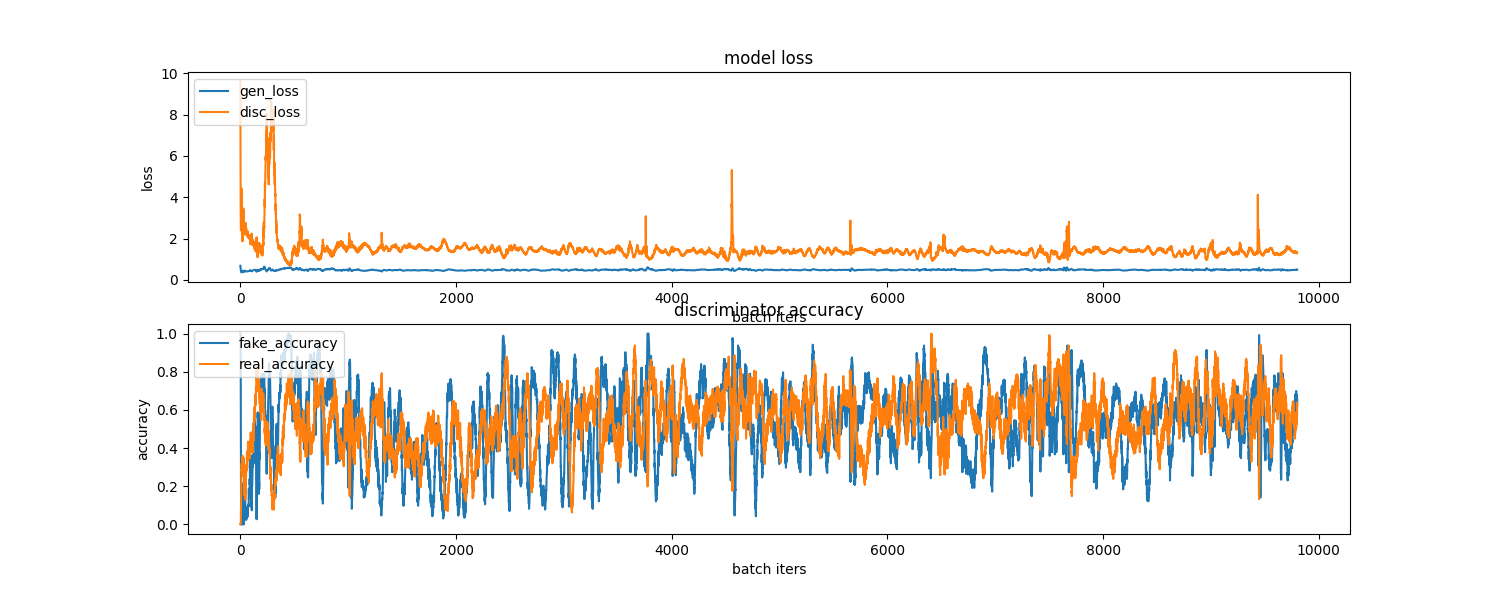 model loss
10
8
6
4
2
0
loss
gen_loss
disc_loss
0 2000 4000 6000 8000 10000
batch iters
discriminator accuracy
1.0
0.8
0.6
0.4
0.2
0.0
accuracy
fake_accuracy
real_accuracy
0 2000 4000 6000 8000 10000
batch iters